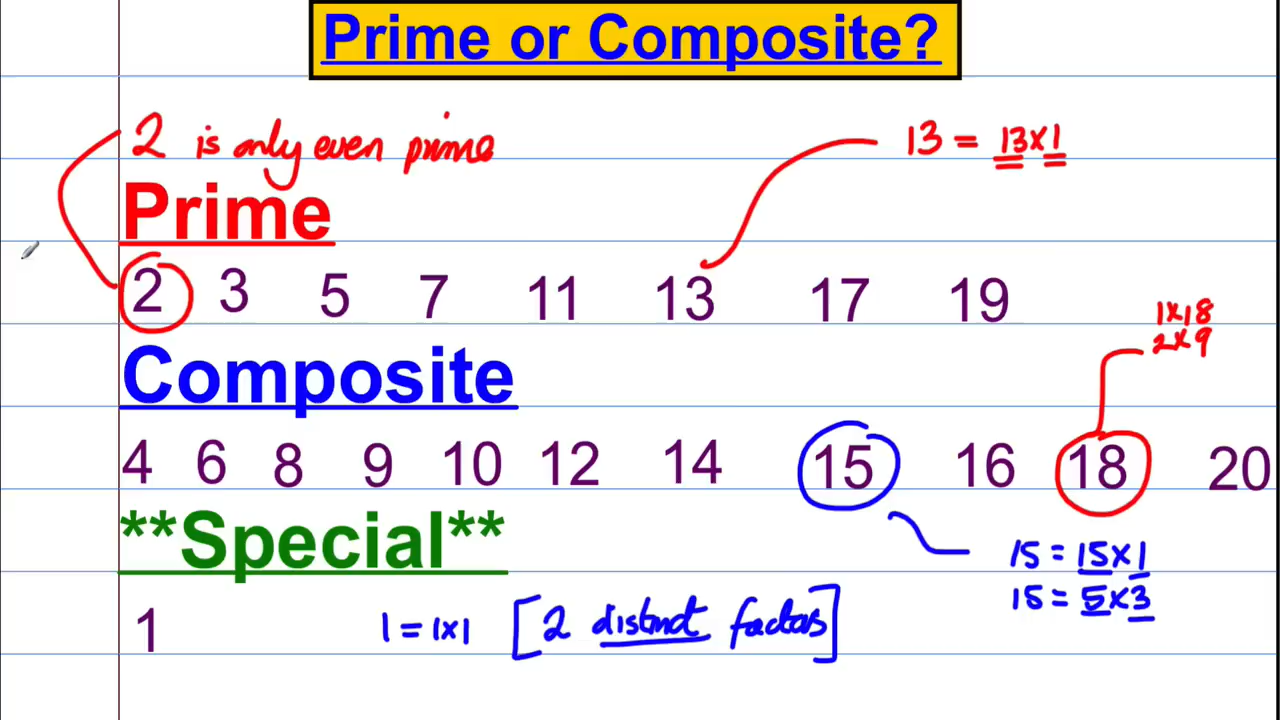 Prime or Composite?
2 is only even prime
13 = 13x1
Prime
2 3 5 7 11 13 17 19
1x18
2x9
Composite
4 6 8 9 10 12 14 15 16 18 20
**Special**
15 = 15x1
15 = 5x3
1 1 = 1x1 [2 distinct factors]